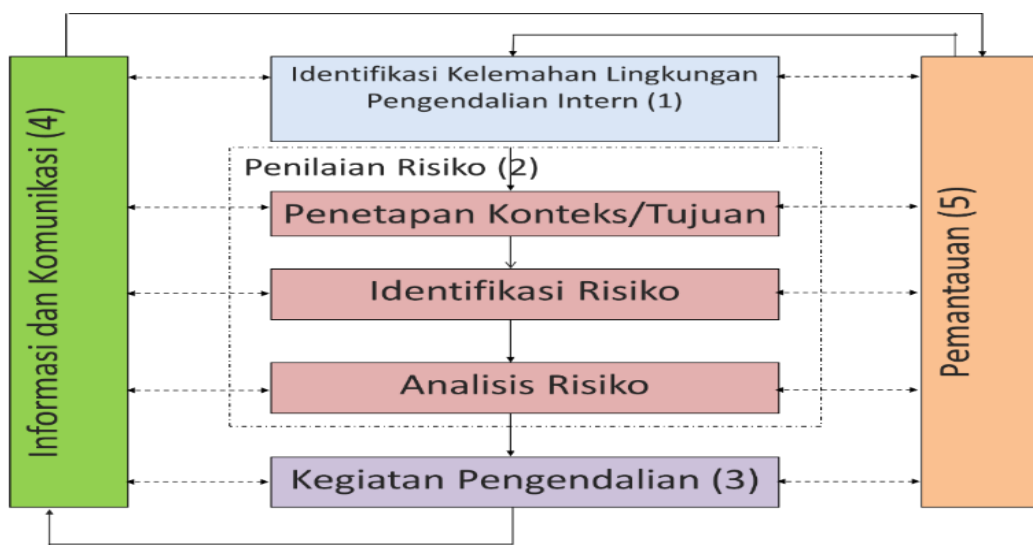 Identifikasi Kelemahan Lingkungan
Pengendalian Intern (1)
Penilaian Risiko (2)
Penetapan Konteks/Tujuan
Identifikasi Risiko
Analisis Risiko
Kegiatan Pengendalian (3)
Informasi dan Komunikasi (4)
Pemantauan (5)